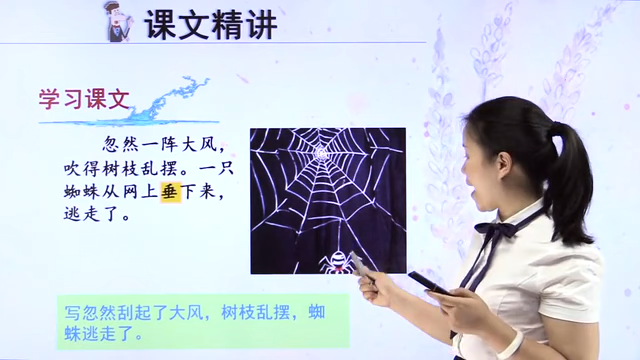 课文精讲
学习课文
忽然一阵大风，
吹得树枝乱摆。一只
蜘蛛从网上垂下来，
逃走了。
写忽然刮起了大风，树枝乱摆，蜘
蛛逃走了。